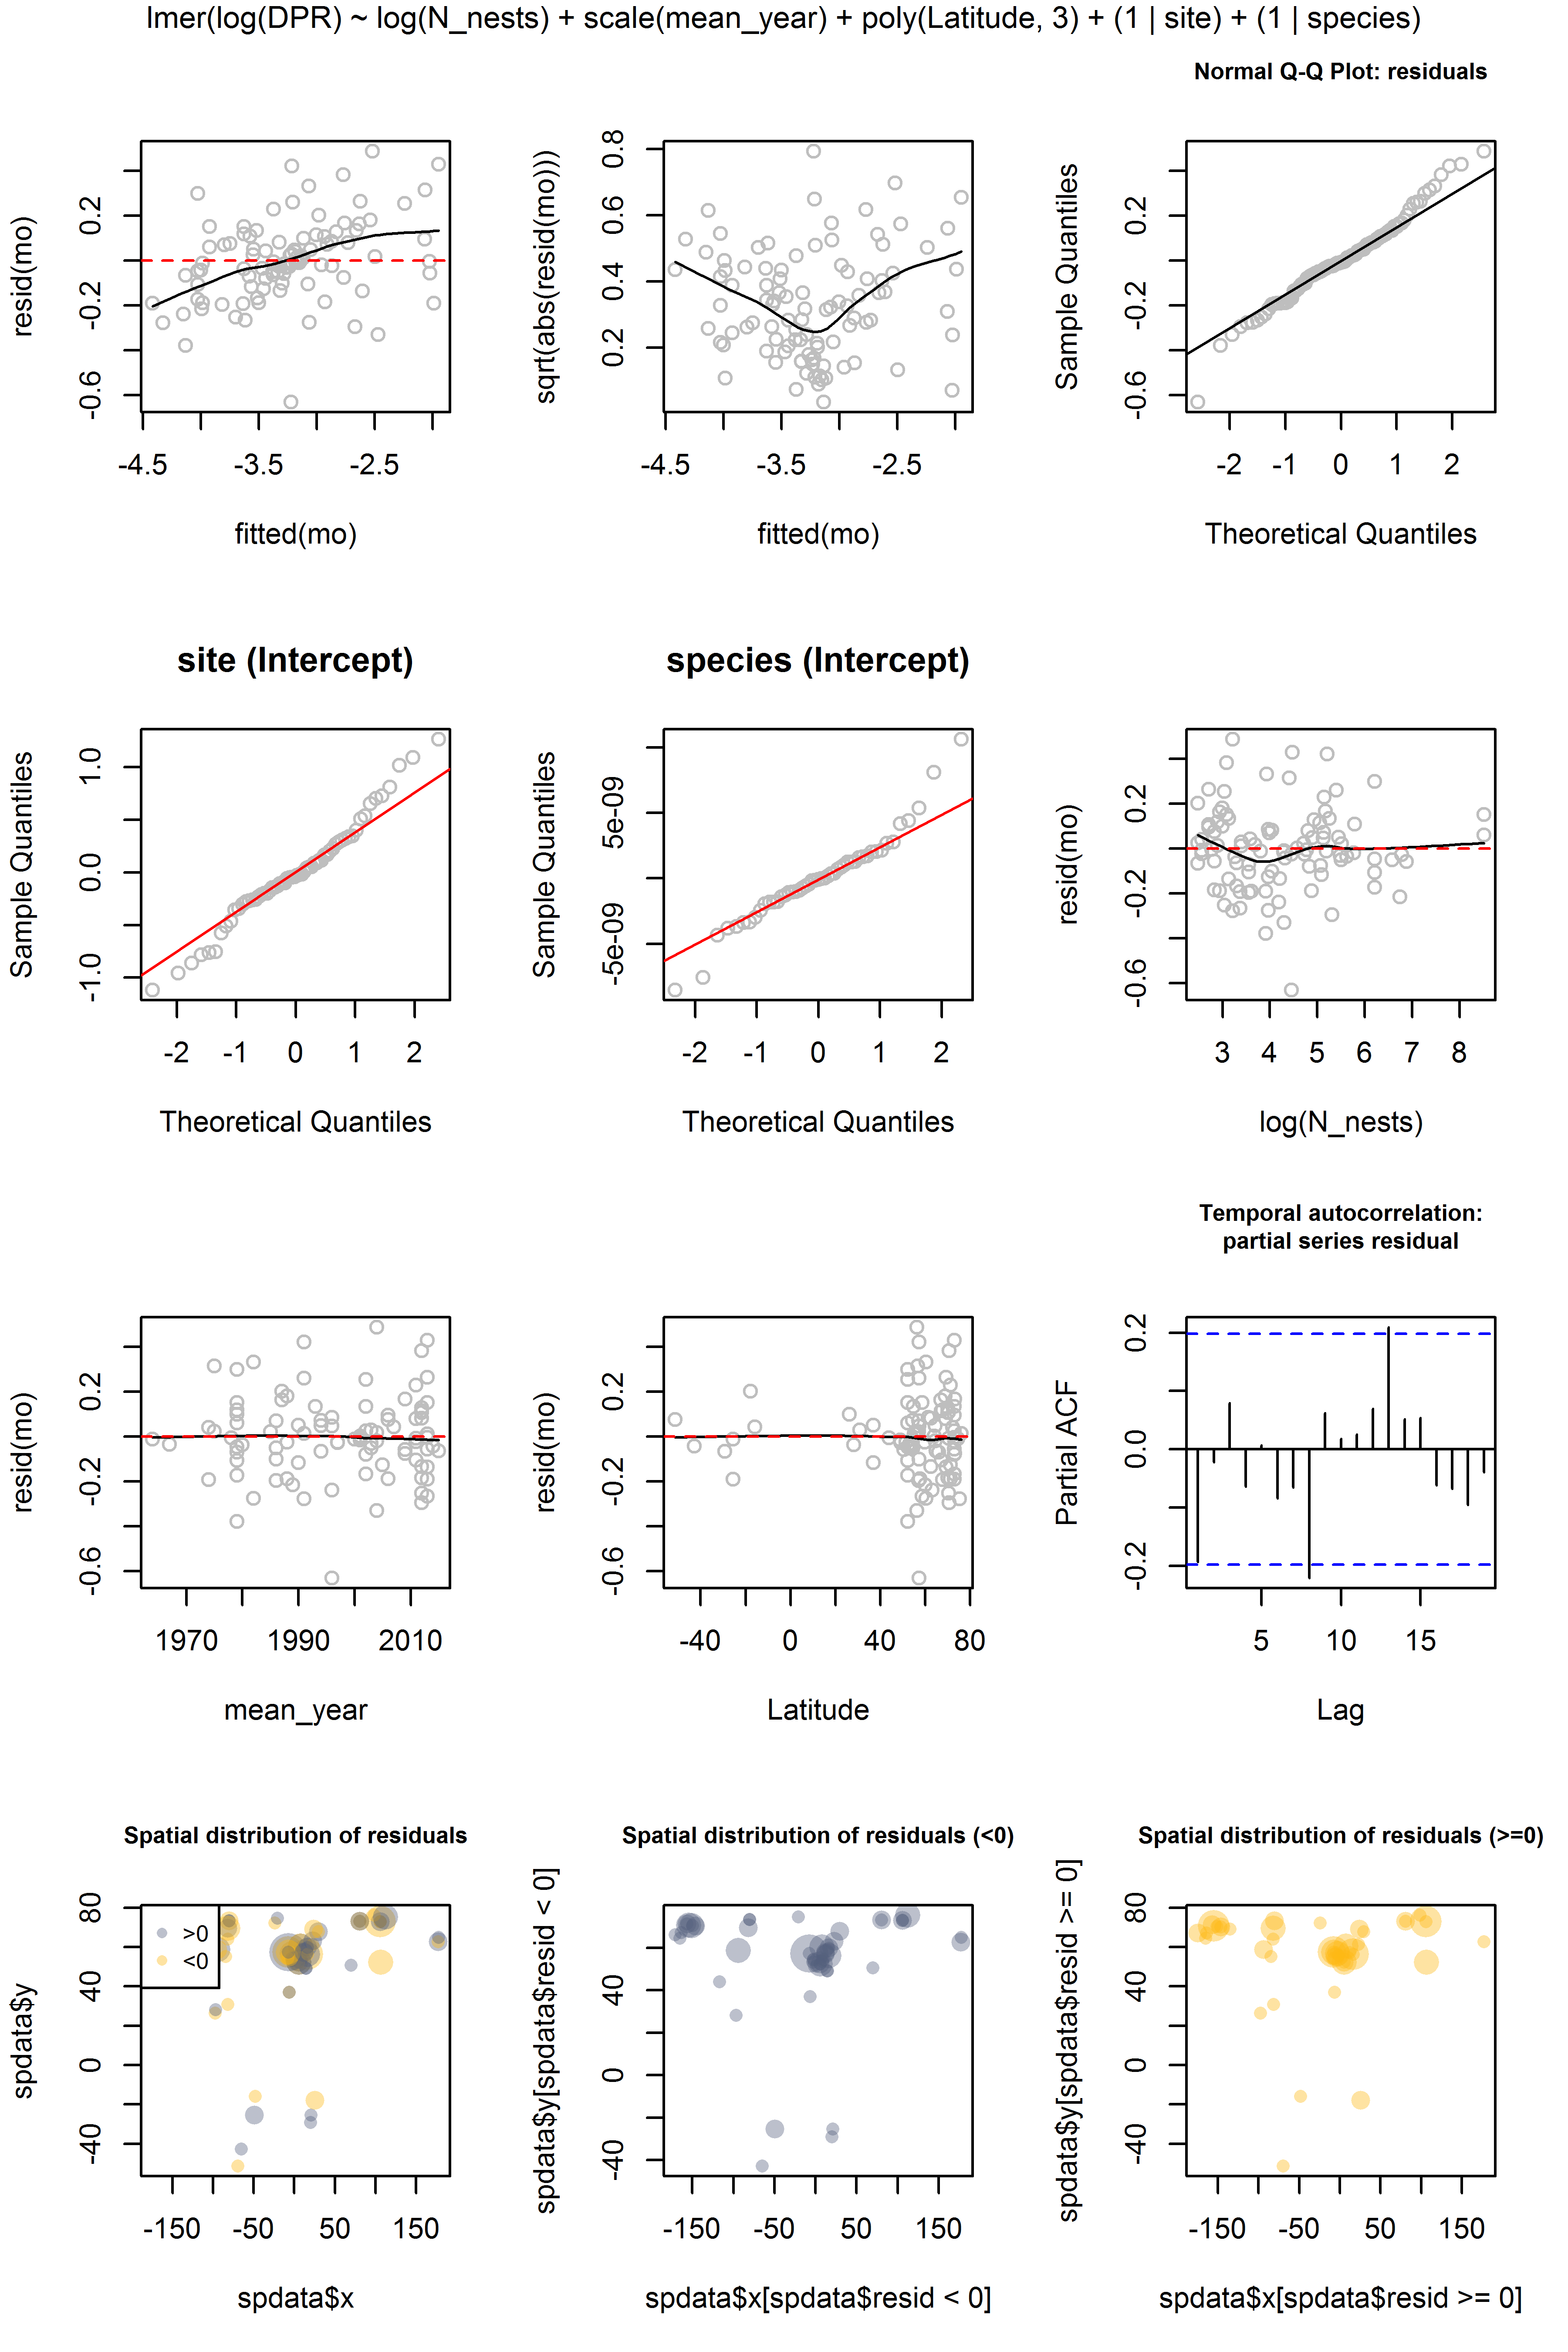 lmer(log(DPR) ~ log(N_nests) + scale(mean_year) + poly(Latitude, 3) + (1 | site) + (1 | species)
resid(mo)
-0.6 -0.2 0.2
-4.5 -3.5 -2.5
fitted(mo)
sqrt(abs(resid(mo)))
0.2 0.4 0.6 0.8
-4.5 -3.5 -2.5
fitted(mo)
Normal Q-Q Plot: residuals
Sample Quantiles
-0.6 -0.2 0.2
-2 -1 0 1 2
Theoretical Quantiles
site (Intercept)
Sample Quantiles
-1.0 0.0 1.0
-2 -1 0 1 2
Theoretical Quantiles
species (Intercept)
Sample Quantiles
-5e-09 5e-09
-2 -1 0 1 2
Theoretical Quantiles
resid(mo)
-0.6 -0.2 0.2
3 4 5 6 7 8
log(N_nests)
resid(mo)
-0.6 -0.2 0.2
1970 1990 2010
mean_year
resid(mo)
-0.6 -0.2 0.2
-40 0 40 80
Latitude
Temporal autocorrelation:
partial series residual
Partial ACF
-0.2 0.0 0.2
5 10 15
Lag
Spatial distribution of residuals
spdata$y
-40 0 40 80
>0
<0
-150 -50 50 150
spdata$x
Spatial distribution of residuals (<0)
spdata$y[spdata$resid < 0]
-40 0 40
-150 -50 50 150
spdata$x[spdata$resid < 0]
Spatial distribution of residuals (>=0)
spdata$y[spdata$resid >= 0]
-40 0 40 80
-150 -50 50 150
spdata$x[spdata$resid >= 0]